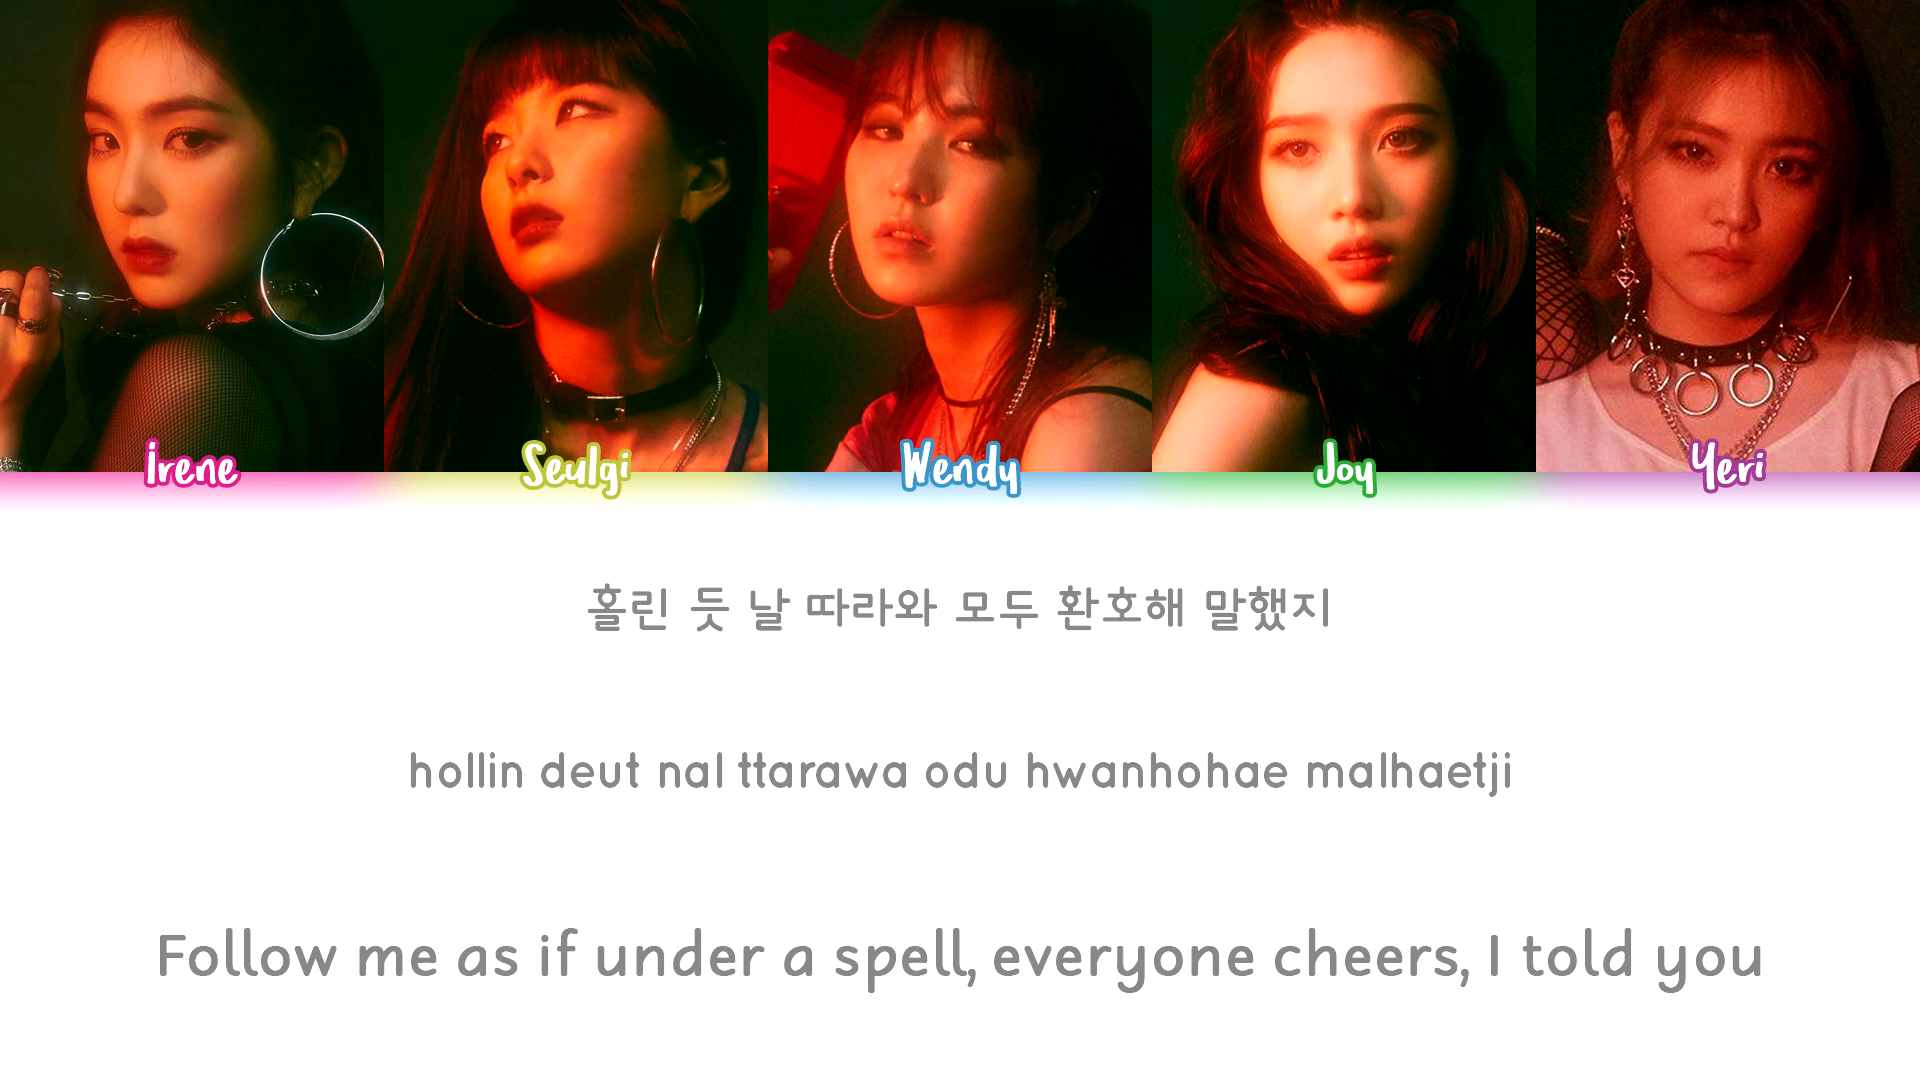 Irene
Seulgi
Wendy
Joy
Yeri
홀린 듯 날 따라와 모두 환호해 말했지
hollin deut nal ttarawa odu hwanhohae malhaetji
Follow me as if under a spell, everyone cheers, I told you